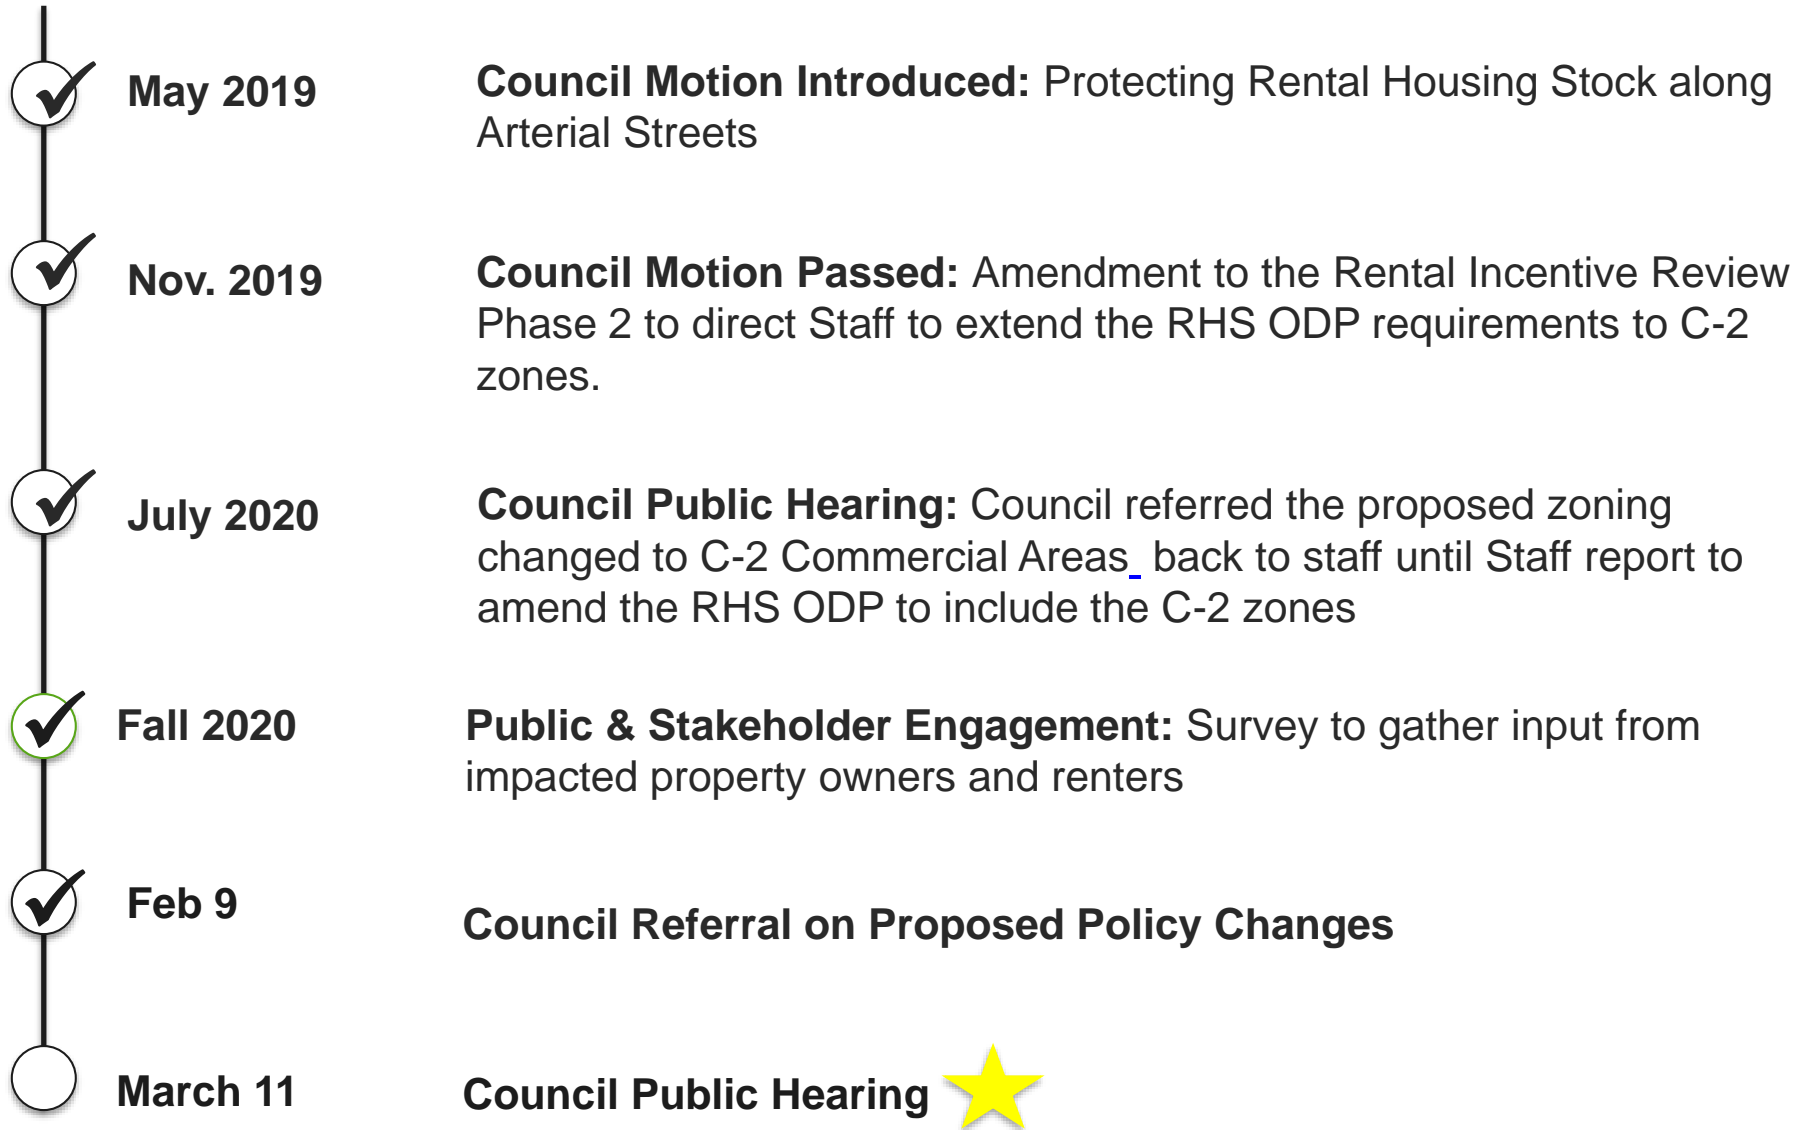 May 2019
Council Motion Introduced: Protecting Rental Housing Stock along
Arterial Streets
Nov. 2019
Council Motion Passed: Amendment to the Rental Incentive Review
Phase 2 to direct Staff to extend the RHS ODP requirements to C-2
zones.
July 2020
Council Public Hearing: Council referred the proposed zoning
changed to C-2 Commercial Areas  back to staff until Staff report to
amend the RHS ODP to include the C-2 zones
Fall 2020
Public & Stakeholder Engagement: Survey to gather input from
impacted property owners and renters
Feb 9
Council Referral on Proposed Policy Changes
March 11
Council Public Hearing